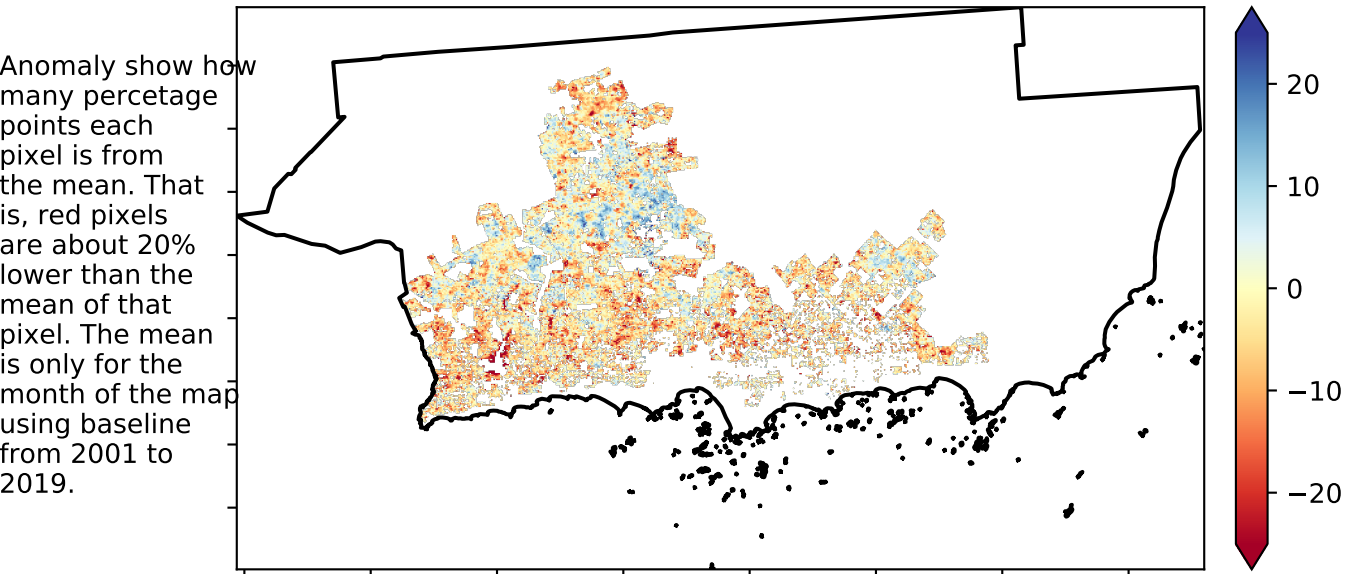 Anomaly show how
many percetage
points each
pixel is from
the mean. That
is, red pixels
are about 20%
lower than the
mean of that
pixel. The mean
is only for the
month of the map
using baseline
from 2001 to
2019.
20
10
0
−10
−20